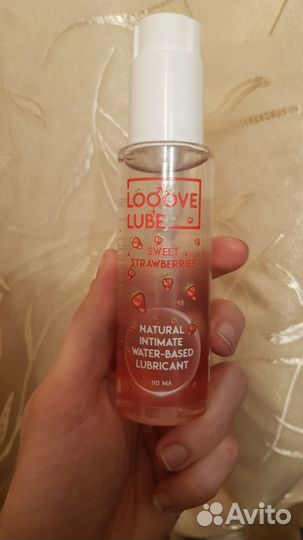 LOOOVE
LUBE
SWEET
STRAWBERRIES
NATURAL
INTIMATE
WATER-BASED
LUBRICANT
110 МЛ
Avito